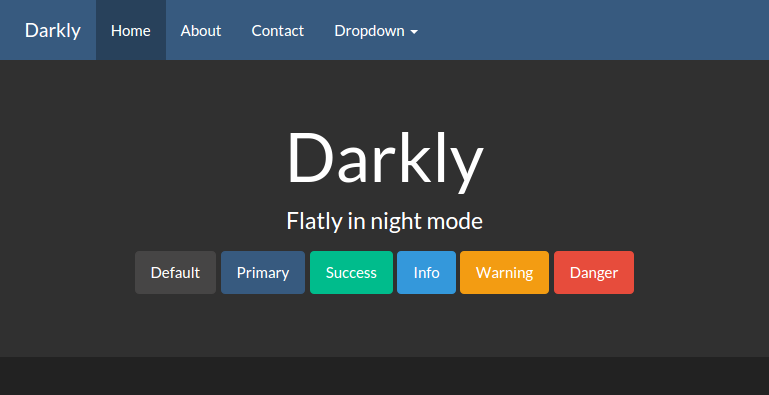 Darkly Home About Contact Dropdown
Darkly
Flatly in night mode
Default Primary Success Info Warning Danger